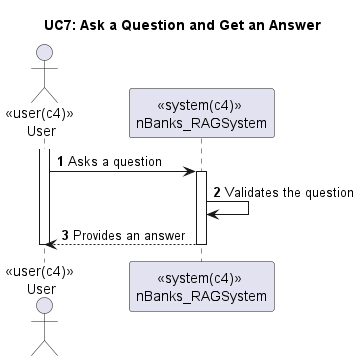 UC7: Ask a Question and Get an Answer
«user(c4)»
User
«system(c4)»
nBanks_RAGSystem
1 Asks a question
2 Validates the question
3 Provides an answer
«user(c4)»
User
«system(c4)»
nBanks_RAGSystem